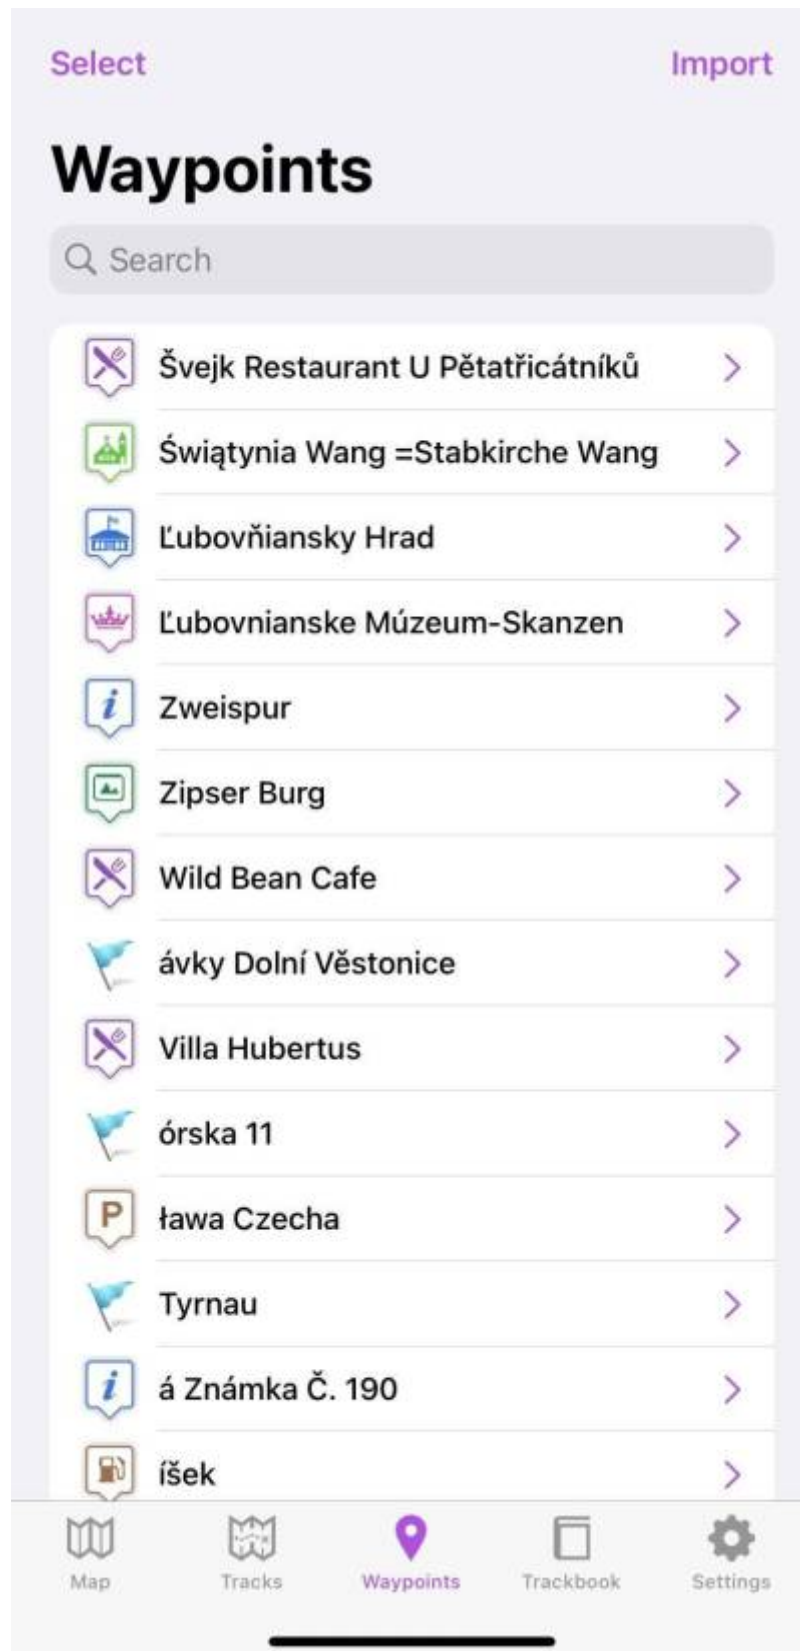 Select
Import
Waypoints
Search
Švejk Restaurant U Pětatřicátníků
Świątynia Wang =Stabkirche Wang
Ľubovňiansky Hrad
Ľubovnianske Múzeum-Skanzen
Zweispur
Zipser Burg
Wild Bean Cafe
ávky Dolní Věstonice
Villa Hubertus
órska 11
ława Czecha
Tyrnau
á Známka Č. 190
íšek
Map
Tracks
Waypoints
Trackbook
Settings